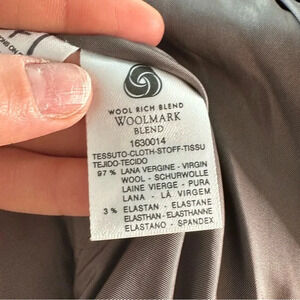 WOOL RICH BLEND
WOOLMARK
BLEND
1630014
TESSUTO-CLOTH-STOFF-TISSU
TEJIDO-TECIDO
97 % LANA VERGINE - VIRGIN
WOOL - SCHURWOLLE
LAINE VIERGE - PURA
LANA - LÃ VIRGEM
3 % ELASTAN - ELASTANE
ELASTHAN - ELASTHANNE
ELASTANO - SPANDEX